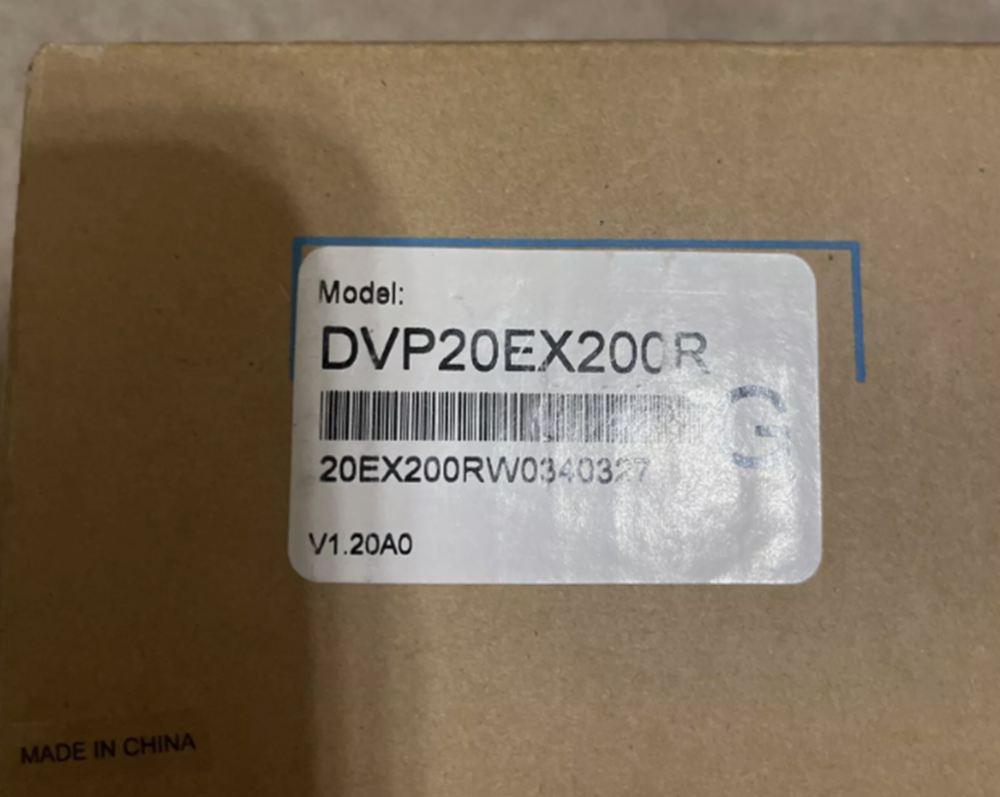 Model:
DVP20EX200R
G
20EX200RW0340327
V1.20A0
MADE IN CHINA